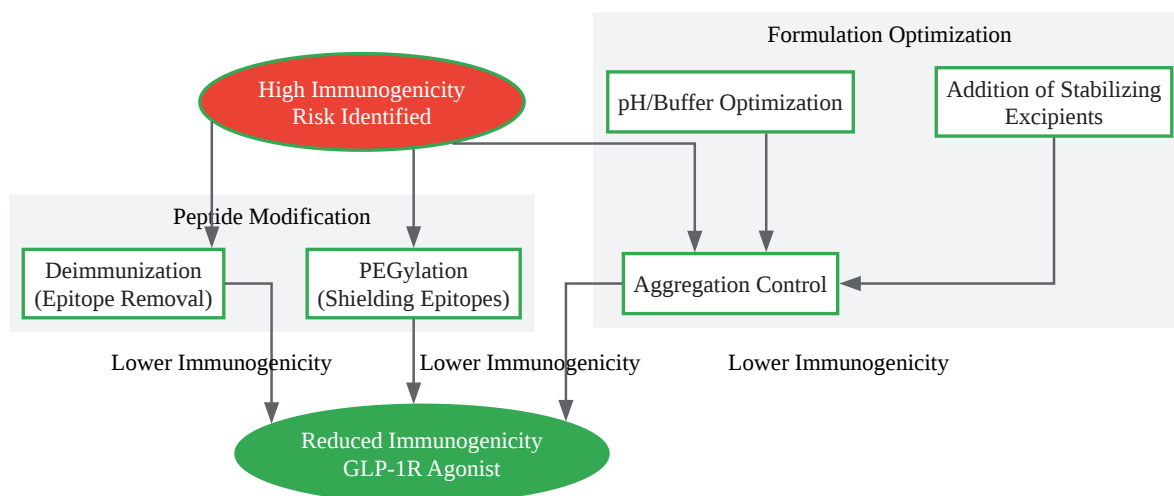 Formulation Optimization
High Immunogenicity
Risk Identified
pH/Buffer Optimization
Addition of Stabilizing
Excipients
Peptide Modification
Deimmunization
(Epitope Removal)
PEGylation
(Shielding Epitopes)
Aggregation Control
Lower Immunogenicity
Lower Immunogenicity
Lower Immunogenicity
Reduced Immunogenicity
GLP-1R Agonist